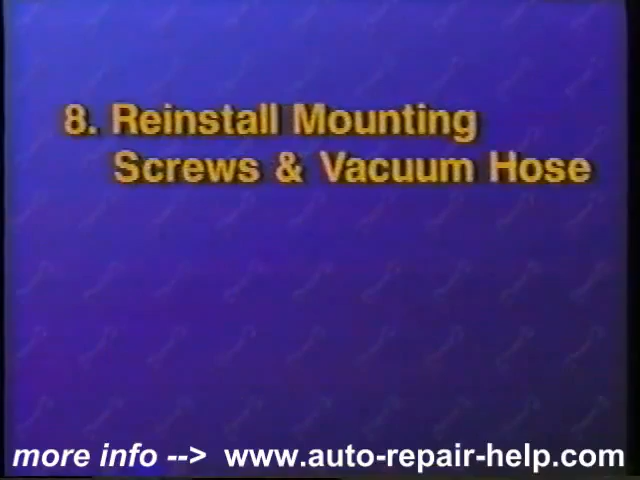 8. Reinstall Mounting
Screws & Vacuum Hose
more info --> www.auto-repair-help.com